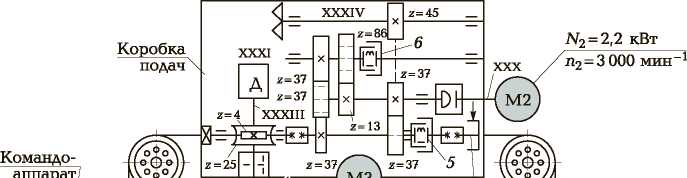 XXXIV
z=45
z=86
6
N₂=2,2 кВт
n₂=3 000 мин⁻¹
Коробка
подач
XXXI
Д
z=37
z=37
z=37
XXX
М2
XXXIII
z=4
z=13
z=25
z=37
z=37
5
Командо-
аппарат
М3